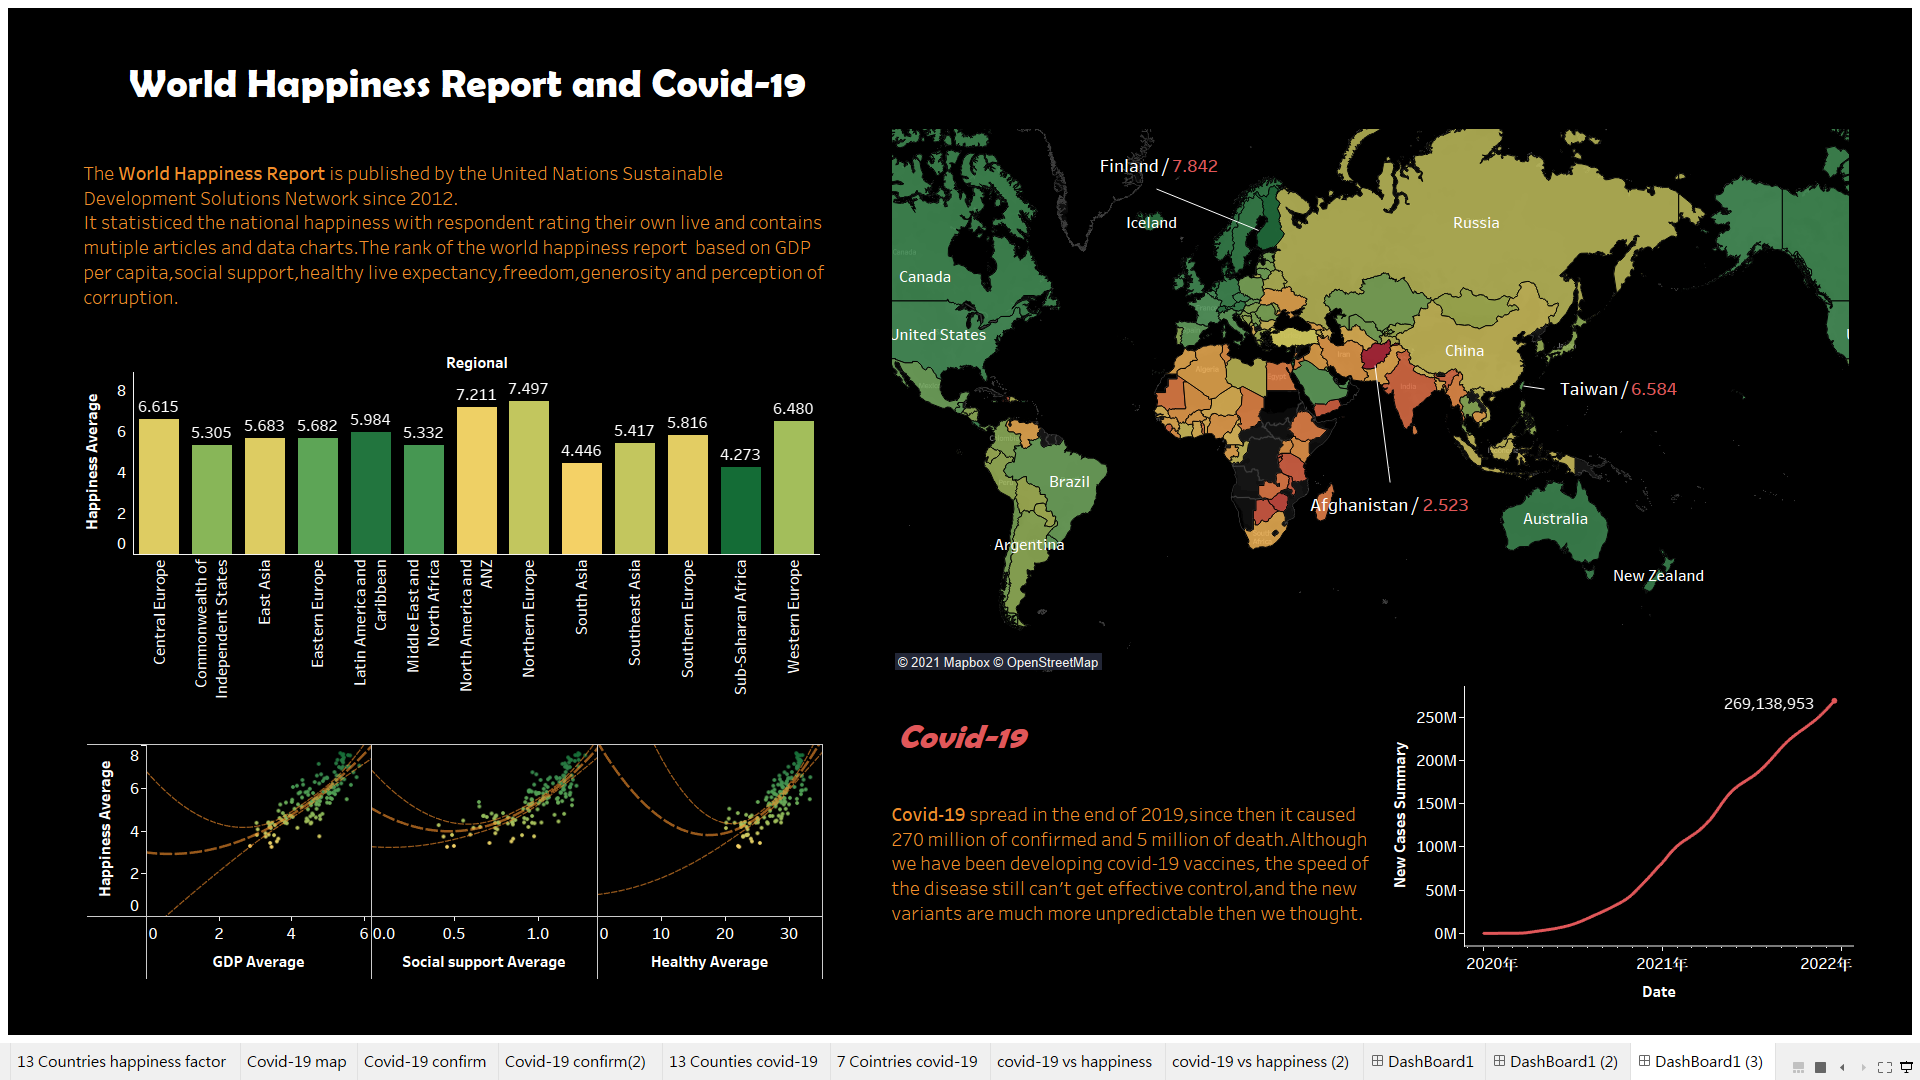 World Happiness Report and Covid-19
The World Happiness Report is published by the United Nations Sustainable
Development Solutions Network since 2012.
It statisticed the national happiness with respondent rating their own live and contains
mutiple articles and data charts.The rank of the world happiness report  based on GDP
per capita,social support,healthy live expectancy,freedom,generosity and perception of
corruption.
Regional
Happiness Average
8
6
4
2
0
6.615
5.305
5.683
5.682
5.984
5.332
7.211
7.497
4.446
5.417
5.816
4.273
6.480
Central Europe
Commonwealth of
Independent States
East Asia
Eastern Europe
Latin America and
Caribbean
Middle East and
North Africa
North America and
ANZ
Northern Europe
South Asia
Southeast Asia
Southern Europe
Sub-Saharan Africa
Western Europe
Happiness Average
8
6
4
2
0
0
2
4
6
0.0
0.5
1.0
0
10
20
30
GDP Average
Social support Average
Healthy Average
Finland / 7.842
Iceland
Russia
Canada
Canada
United States
China
Taiwan / 6.584
Brazil
Afghanistan / 2.523
Australia
Argentina
New Zealand
Algeria
Iran
India
© 2021 Mapbox © OpenStreetMap
Covid-19
Covid-19 spread in the end of 2019,since then it caused
270 million of confirmed and 5 million of death.Although
we have been developing covid-19 vaccines, the speed of
the disease still can't get effective control,and the new
variants are much more unpredictable then we thought.
New Cases Summary
250M
200M
150M
100M
50M
0M
269,138,953
2020年
2021年
2022年
Date
13 Countries happiness factor
Covid-19 map
Covid-19 confirm
Covid-19 confirm(2)
13 Counties covid-19
7 Cointries covid-19
covid-19 vs happiness
covid-19 vs happiness (2)
DashBoard1
DashBoard1 (2)
DashBoard1 (3)